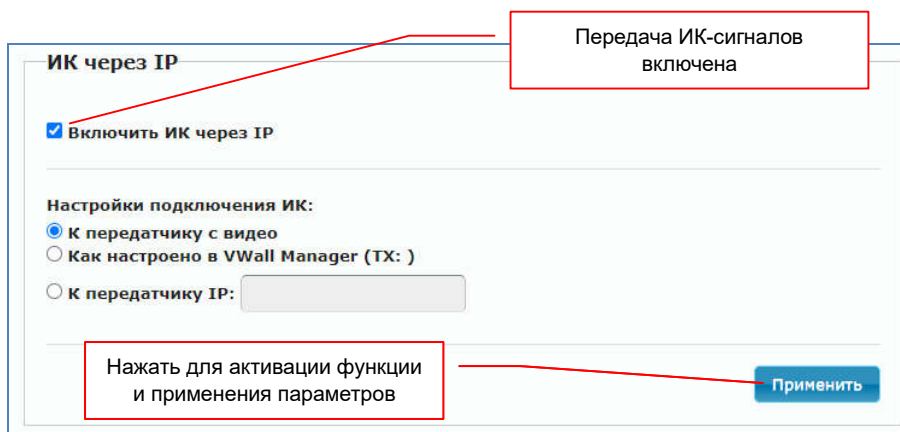 Передача ИК-сигналов
включена
ИК через IP
Включить ИК через IP
Настройки подключения ИК:
К передатчику с видео
Как настроено в VWall Manager (TX: )
К передатчику IP:
Нажать для активации функции
и применения параметров
Применить